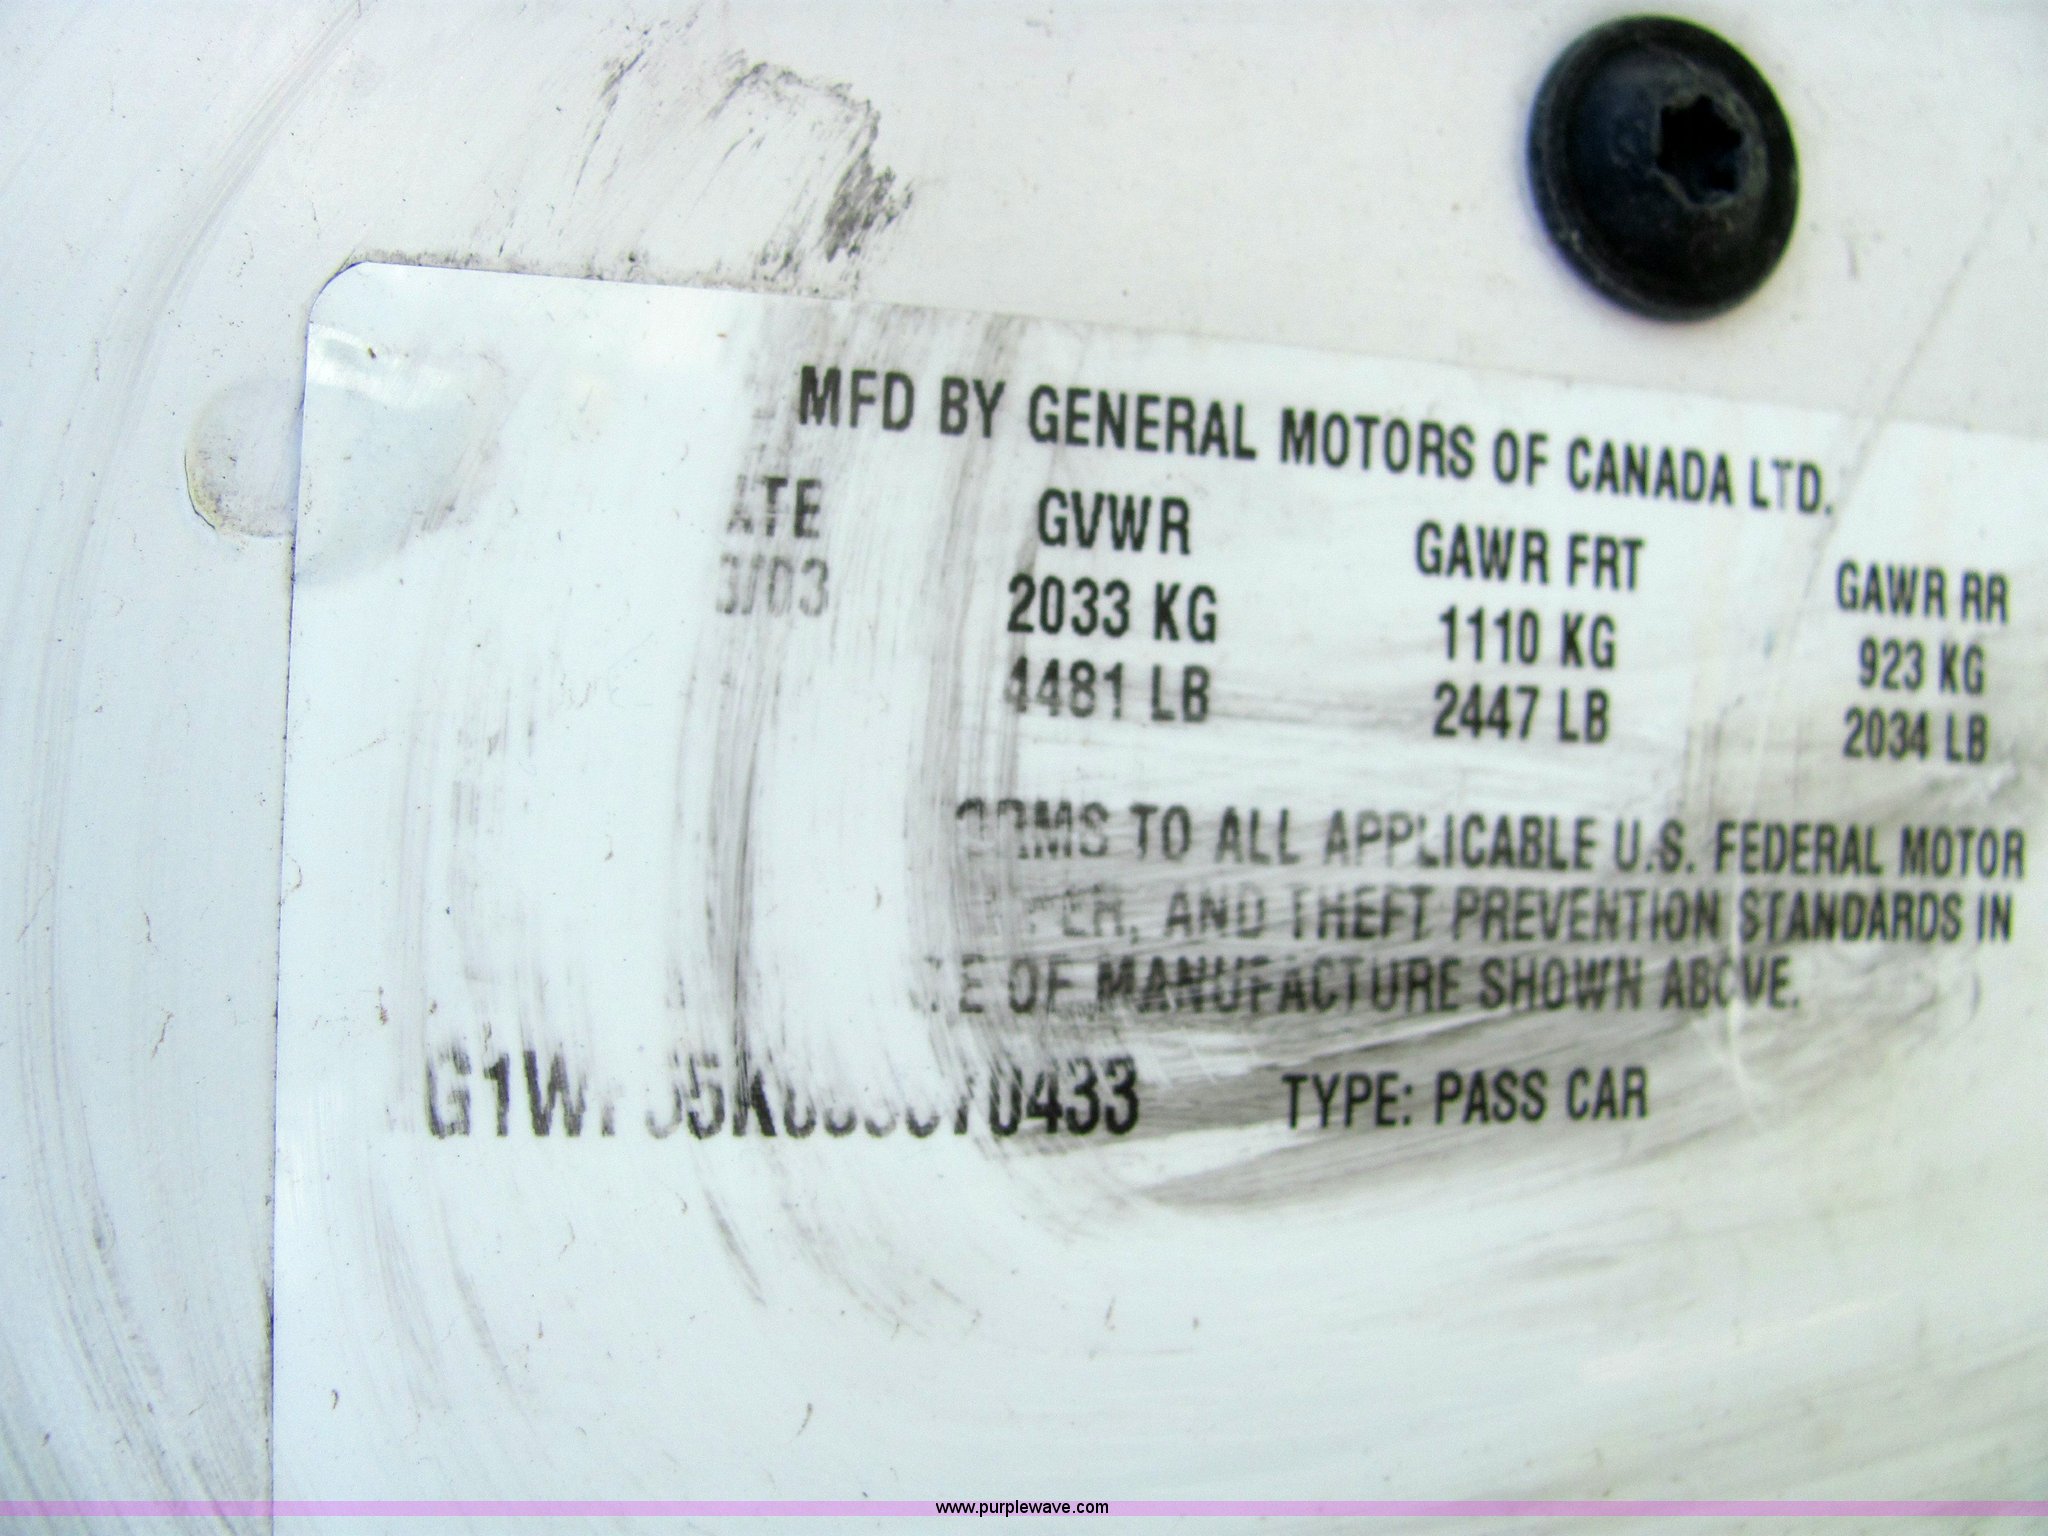 MFD BY GENERAL MOTORS OF CANADA LTD.
GVWR GAWR FRT GAWR RR
/03 2033 KG 1110 KG 923 KG
4481 LB 2447 LB 2034 LB
TO ALL APPLICABLE U.S. FEDERAL MOTOR
AND THEFT PREVENTION STANDARDS IN
OF MANUFACTURE SHOWN ABOVE.
TYPE: PASS CAR
www.purplewave.com